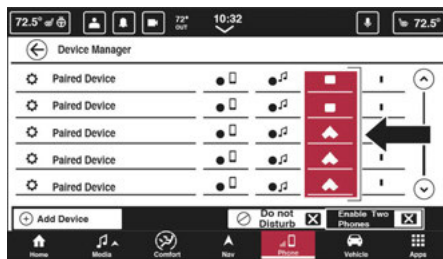 72.5° 72° OUT 10:32 72.5°
Device Manager
Paired Device
Paired Device
Paired Device
Paired Device
Paired Device
Add Device Do not Disturb Enable Two Phones
Home Media Comfort Nav Phone Vehicle Apps